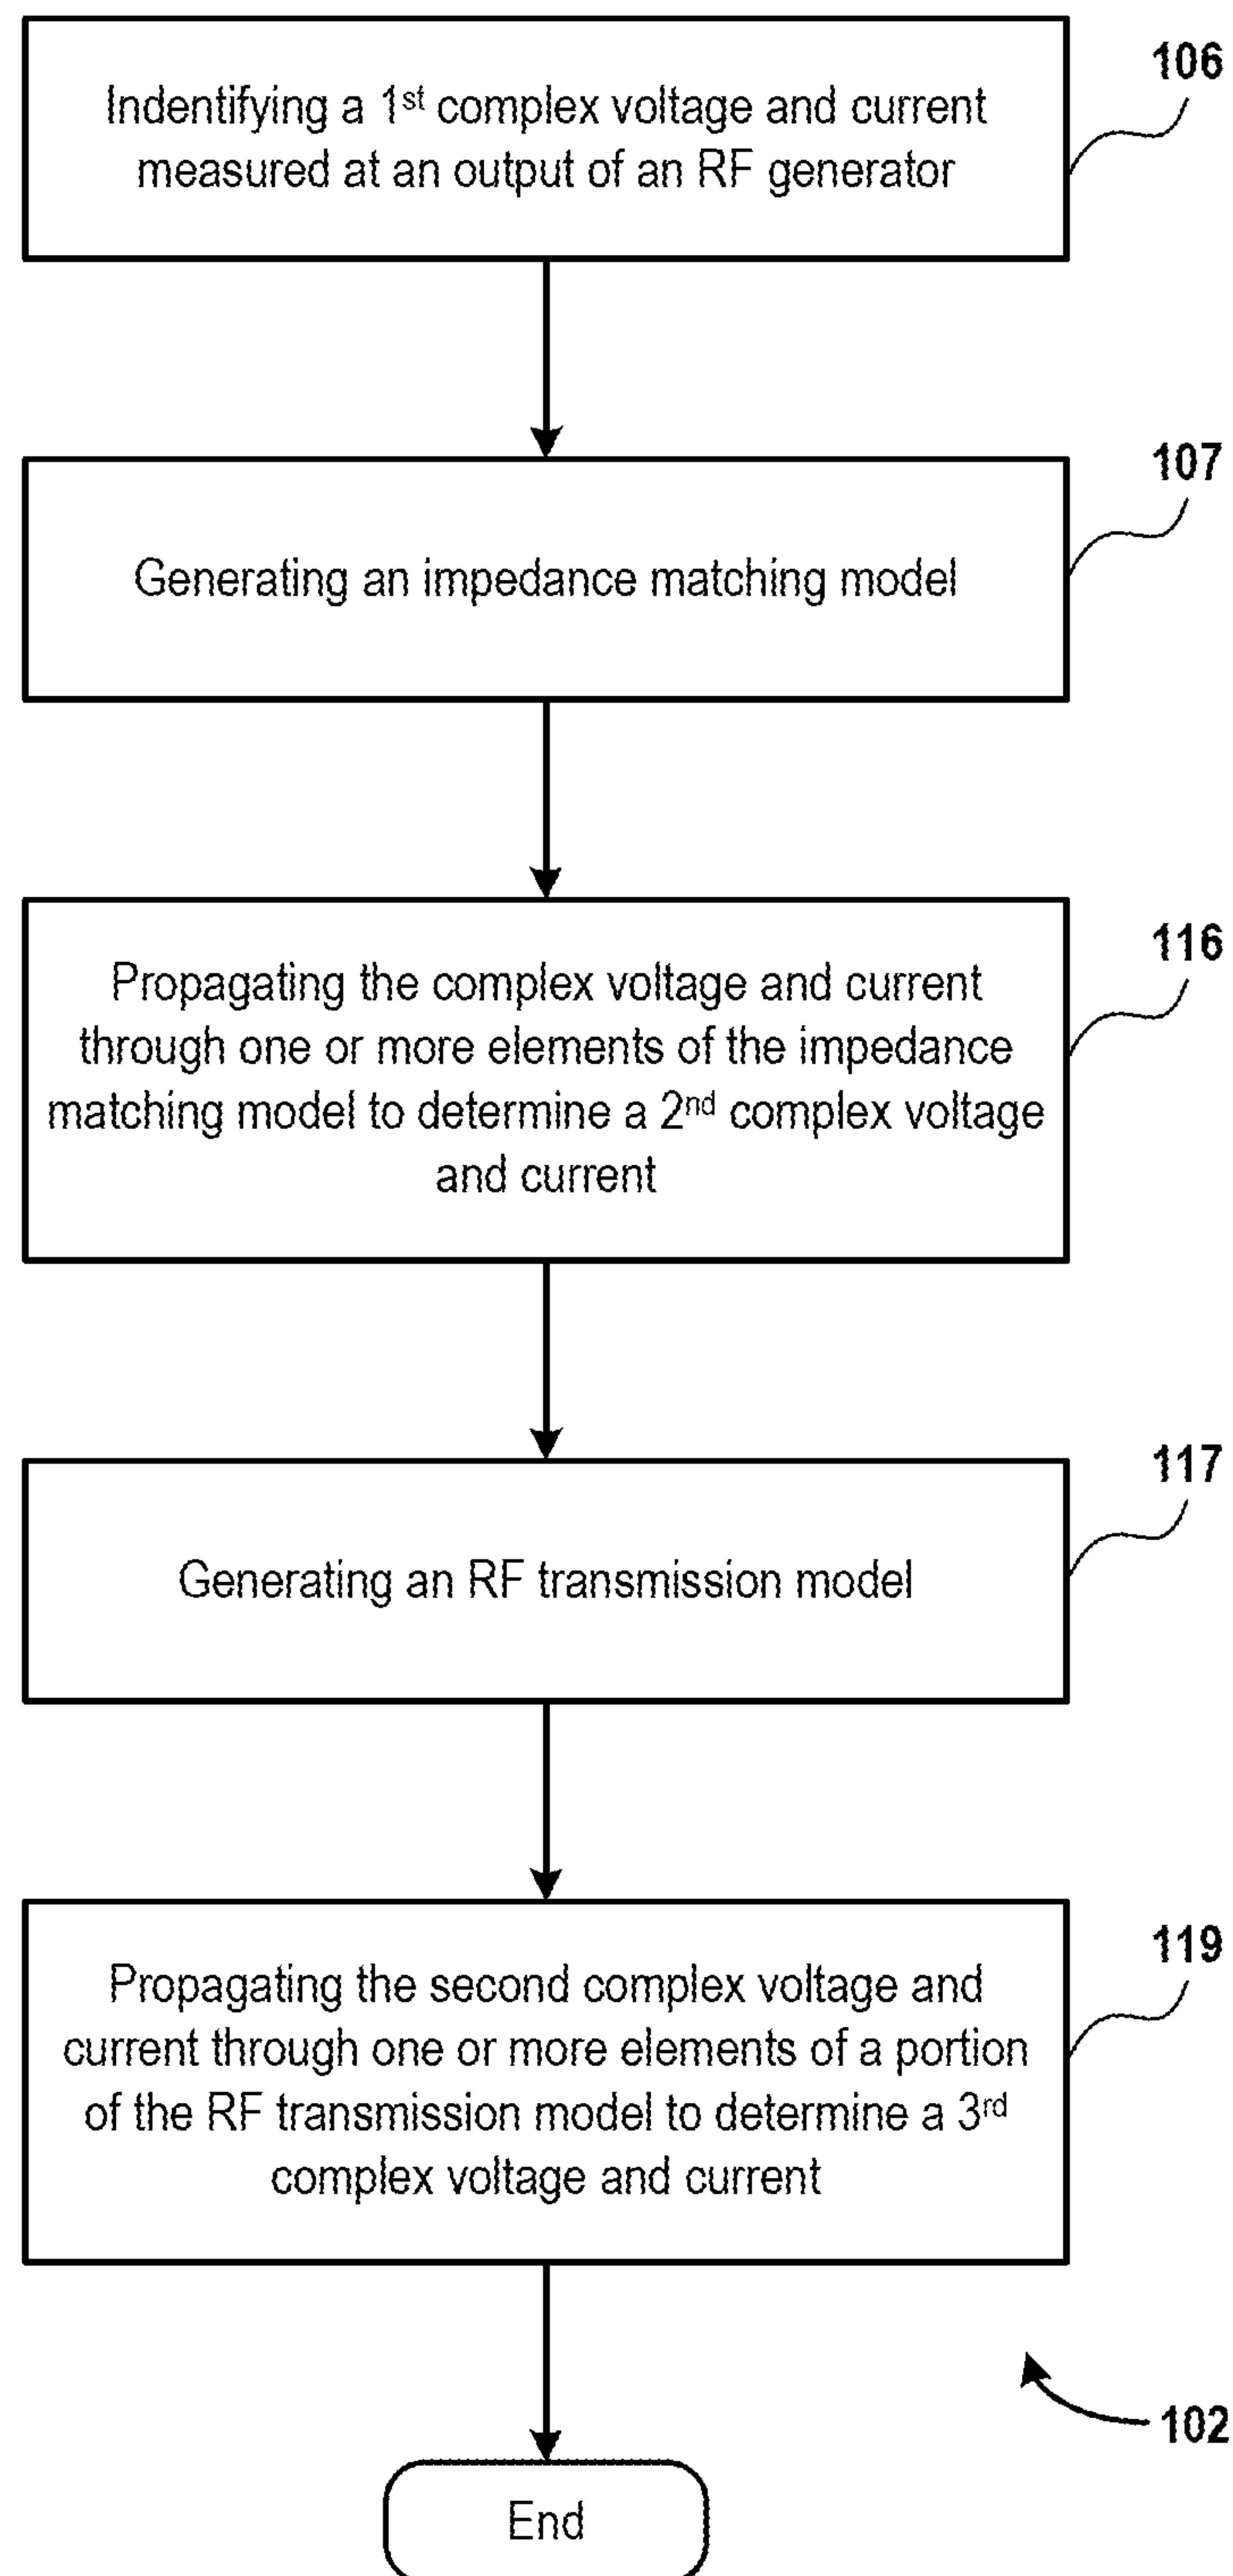 106
Indentifying a 1st complex voltage and current
measured at an output of an RF generator
107
Generating an impedance matching model
116
Propagating the complex voltage and current
through one or more elements of the impedance
matching model to determine a 2nd complex voltage
and current
117
Generating an RF transmission model
119
Propagating the second complex voltage and
current through one or more elements of a portion
of the RF transmission model to determine a 3rd
complex voltage and current
102
End